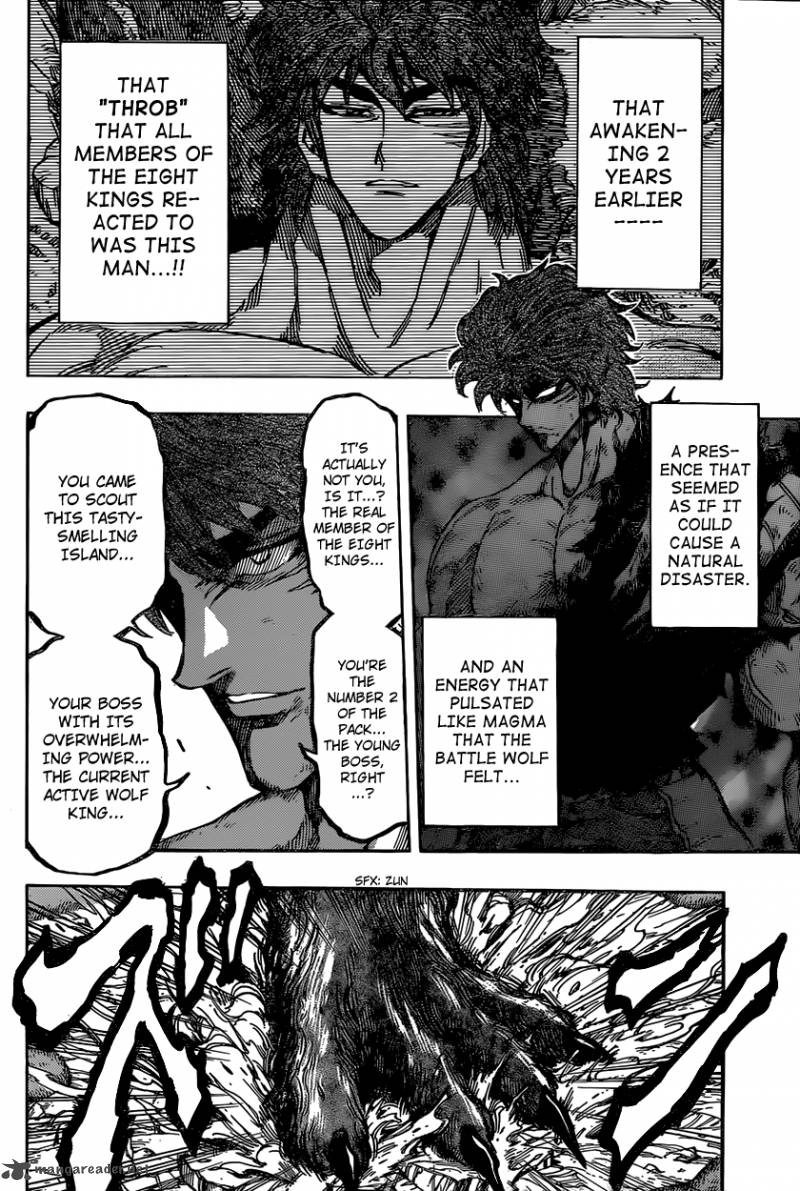 THAT
AWAKEN-
ING 2
YEARS
EARLIER
----
THAT
"THROB"
THAT ALL
MEMBERS OF
THE EIGHT
KINGS RE-
ACTED TO
WAS THIS
MAN...!!
A PRES-
ENCE THAT
SEEMED
AS IF IT
COULD
CAUSE A
NATURAL
DISASTER.
AND AN
ENERGY THAT
PULSATED
LIKE MAGMA
THAT THE
BATTLE WOLF
FELT...
IT'S
ACTUALLY
NOT YOU,
IS IT...?
THE REAL
MEMBER OF
THE EIGHT
KINGS...
YOU'RE
THE
NUMBER 2
OF THE
PACK...
THE YOUNG
BOSS,
RIGHT
...?
YOU CAME
TO SCOUT
THIS TASTY-
SMELLING
ISLAND...
YOUR BOSS
WITH ITS
OVERWHELM-
ING POWER...
THE CURRENT
ACTIVE WOLF
KING...
SFX: ZUN
ズン
mangareader.net